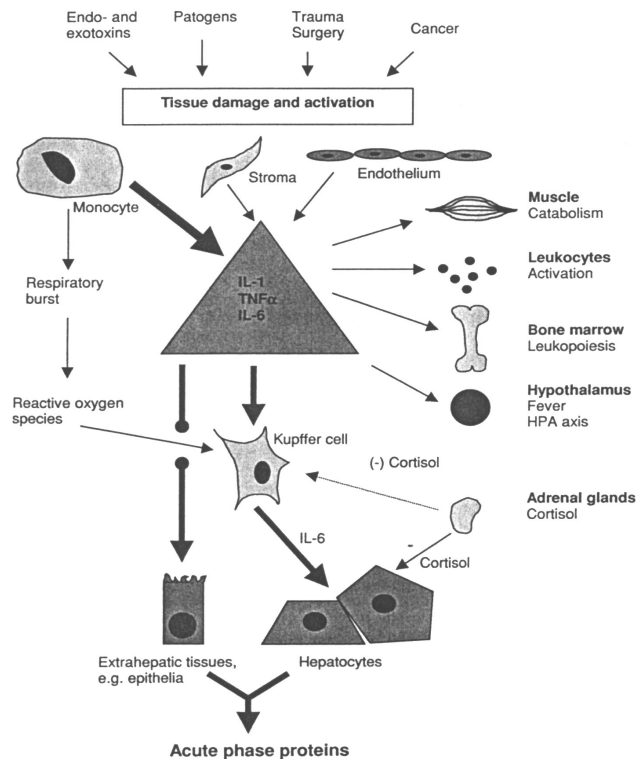 Endo- and
exotoxins
Patogens
Trauma
Surgery
Cancer
Tissue damage and activation
Monocyte
Stroma
Endothelium
Muscle
Catabolism
IL-1
TNFα
IL-6
Leukocytes
Activation
Respiratory
burst
Bone marrow
Leukopoiesis
Hypothalamus
Fever
HPA axis
Reactive oxygen
species
Kupffer cell
(-) Cortisol
Adrenal glands
Cortisol
IL-6
-
Cortisol
Extrahepatic tissues,
e.g. epithelia
Hepatocytes
Acute phase proteins